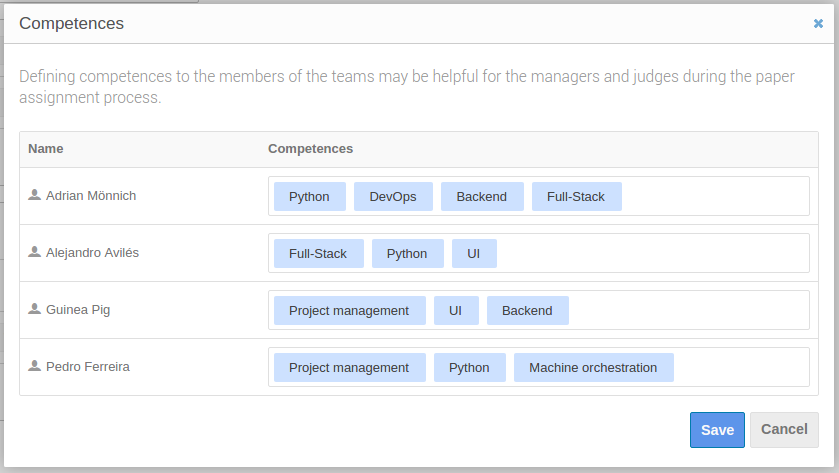 Competences
Defining competences to the members of the teams may be helpful for the managers and judges during the paper
assignment process.
Name Competences
Adrian Mönnich Python DevOps Backend Full-Stack
Alejandro Avilés Full-Stack Python UI
Guinea Pig Project management UI Backend
Pedro Ferreira Project management Python Machine orchestration
Save Cancel